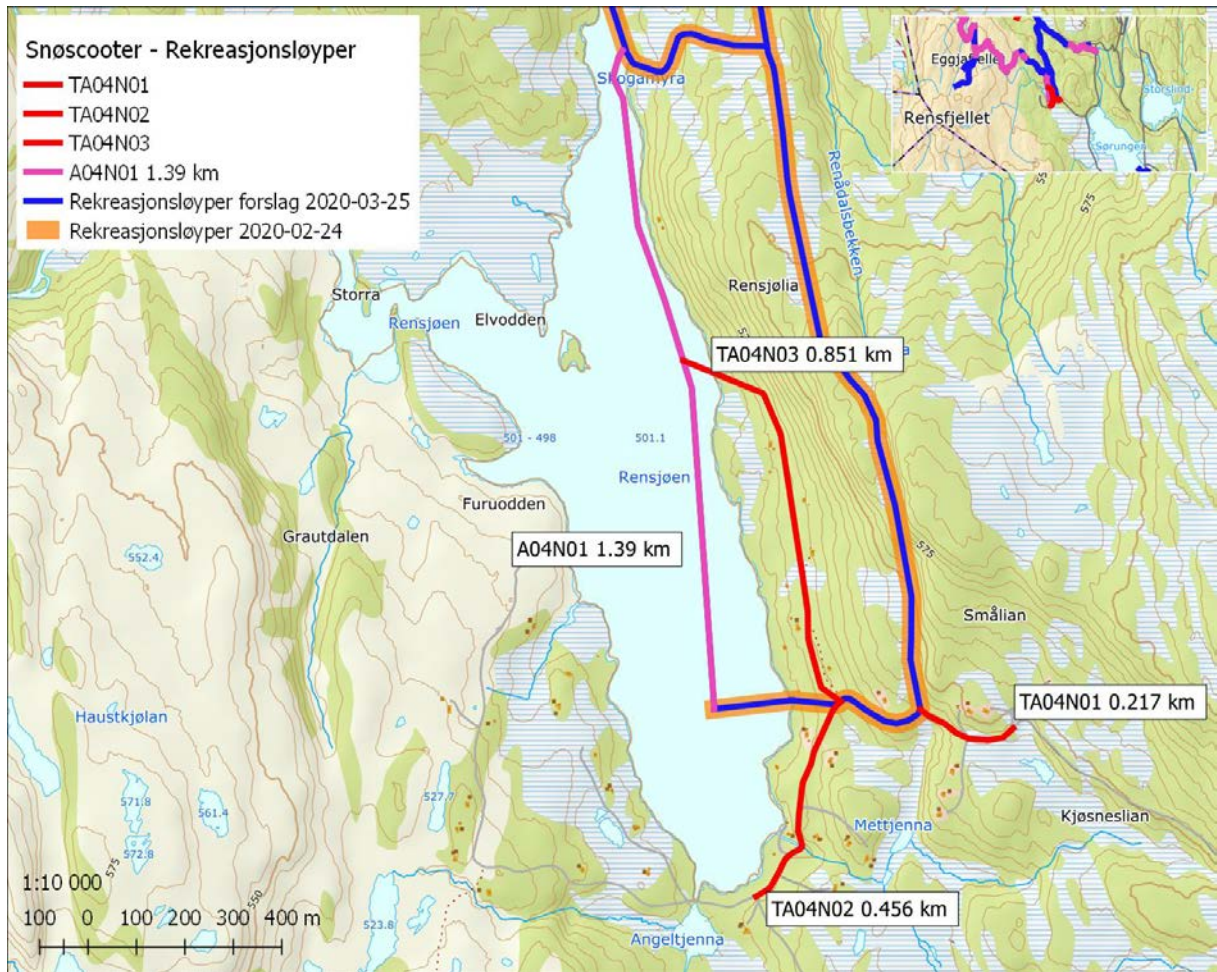 Snøscooter - Rekreasjonsløyper
TA04N01
TA04N02
TA04N03
A04N01 1.39 km
Rekreasjonsløyper forslag 2020-03-25
Rekreasjonsløyper 2020-02-24
Skogamyra
Rensfjellet
Storslind
Sørungen
575
Renådalsbekken
Rensjølia
Storra
Rensjøen
Elvodden
TA04N03 0.851 km
501 - 498
501.1
Rensjøen
Furuodden
Grautdalen
A04N01 1.39 km
552.4
575
Smålian
TA04N01 0.217 km
Haustkjølan
527.7
571.8
561.4
572.8
575
550
Mettjenna
Kjøsneslian
1:10 000
100 0 100 200 300 400 m
523.8
TA04N02 0.456 km
Angeltjenna